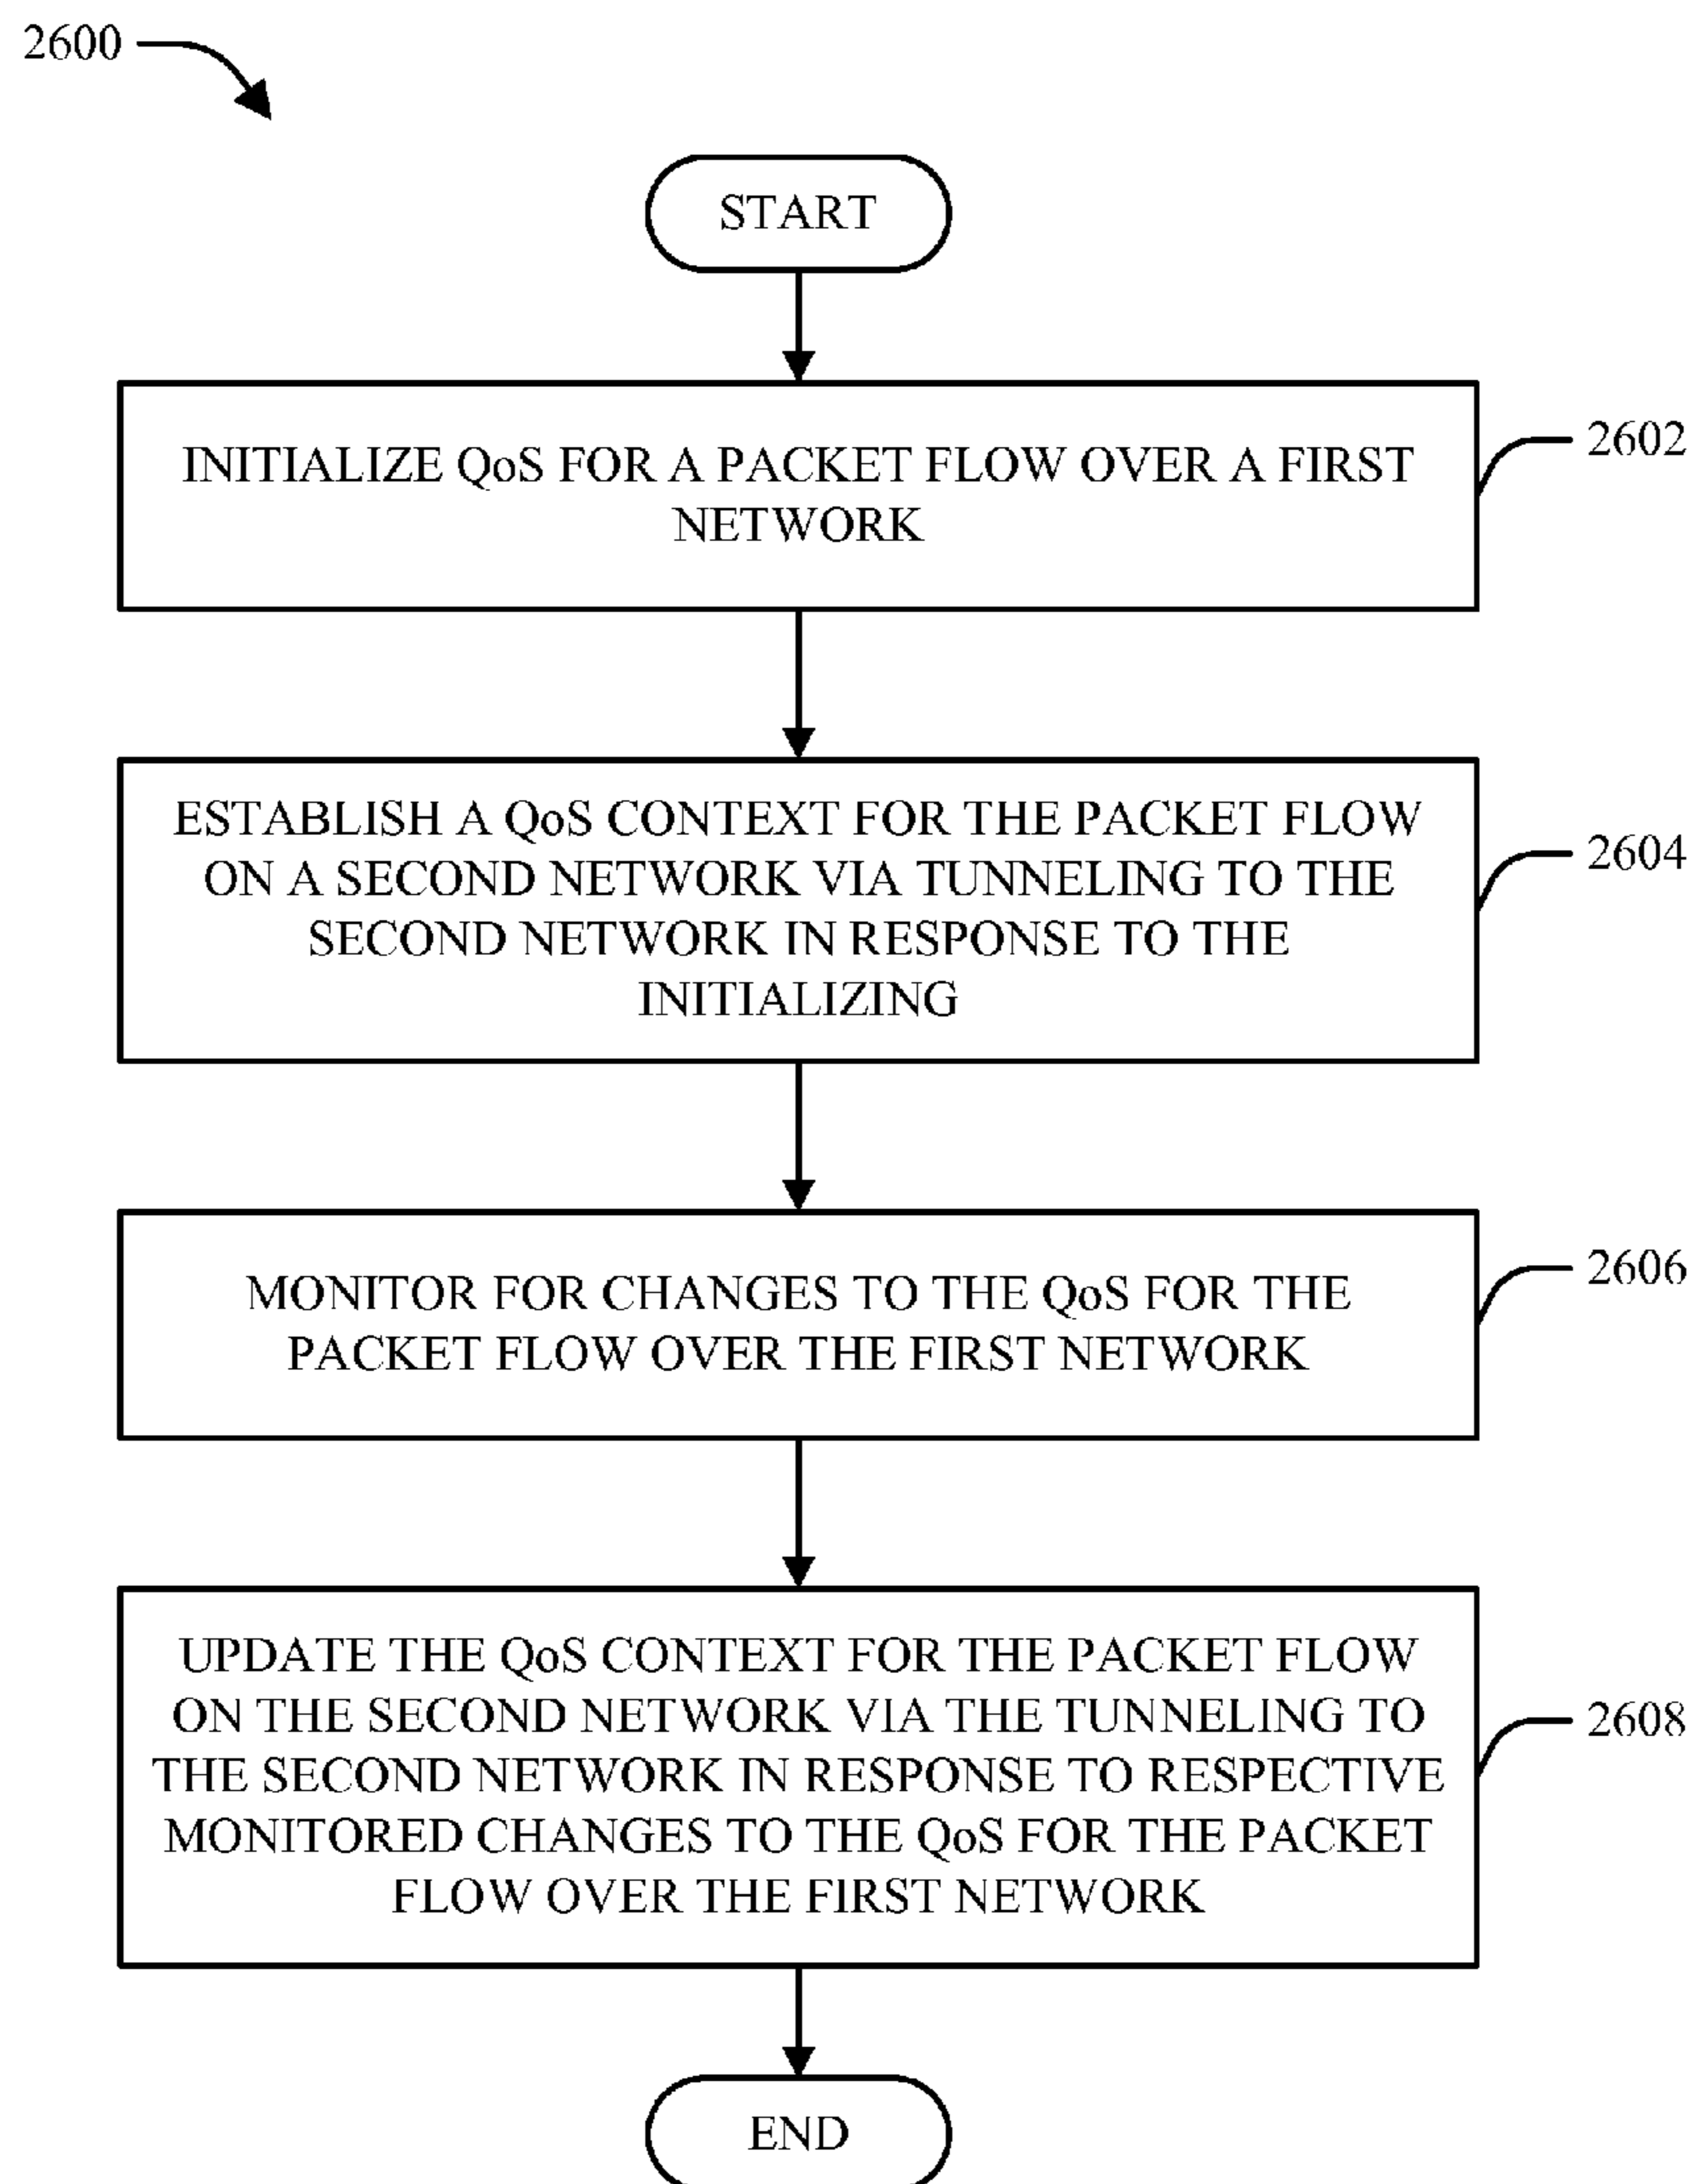 2600
START
INITIALIZE QoS FOR A PACKET FLOW OVER A FIRST
NETWORK
2602
ESTABLISH A QoS CONTEXT FOR THE PACKET FLOW
ON A SECOND NETWORK VIA TUNNELING TO THE
SECOND NETWORK IN RESPONSE TO THE
INITIALIZING
2604
MONITOR FOR CHANGES TO THE QoS FOR THE
PACKET FLOW OVER THE FIRST NETWORK
2606
UPDATE THE QoS CONTEXT FOR THE PACKET FLOW
ON THE SECOND NETWORK VIA THE TUNNELING TO
THE SECOND NETWORK IN RESPONSE TO RESPECTIVE
MONITORED CHANGES TO THE QoS FOR THE PACKET
FLOW OVER THE FIRST NETWORK
2608
END